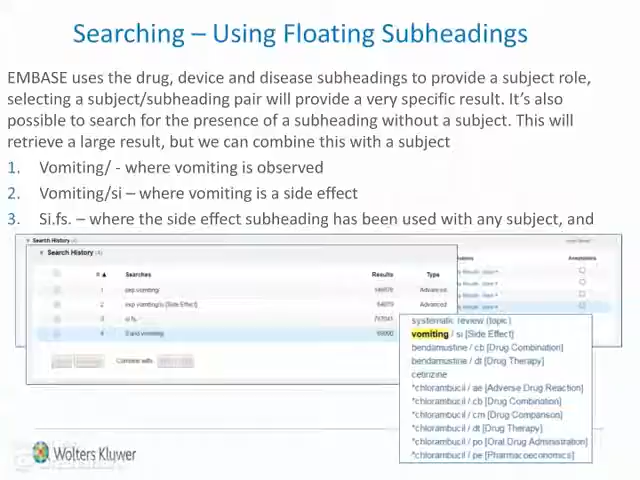 Searching – Using Floating Subheadings
EMBASE uses the drug, device and disease subheadings to provide a subject role,
selecting a subject/subheading pair will provide a very specific result. It’s also
possible to search for the presence of a subheading without a subject. This will
retrieve a large result, but we can combine this with a subject
1. Vomiting/ - where vomiting is observed
2. Vomiting/si – where vomiting is a side effect
3. Si.fs. – where the side effect subheading has been used with any subject, and
Search History
Annotations
Search History (4)
# ▲ Searches Results Type
1 exp vomiting/ Advanced
2 exp vomiting/si [Side Effect] Advanced
3 si.fs.
4 3 and vomiting
Combine with:
systematic review (topic)
vomiting / si [Side Effect]
bendamustine / cb [Drug Combination]
bendamustine / dt [Drug Therapy]
cetirizine
*chlorambucil / ae [Adverse Drug Reaction]
*chlorambucil / cb [Drug Combination]
*chlorambucil / cm [Drug Comparison]
*chlorambucil / dt [Drug Therapy]
*chlorambucil / po [Oral Drug Administration]
*chlorambucil / pe [Pharmacoeconomics]
Wolters Kluwer